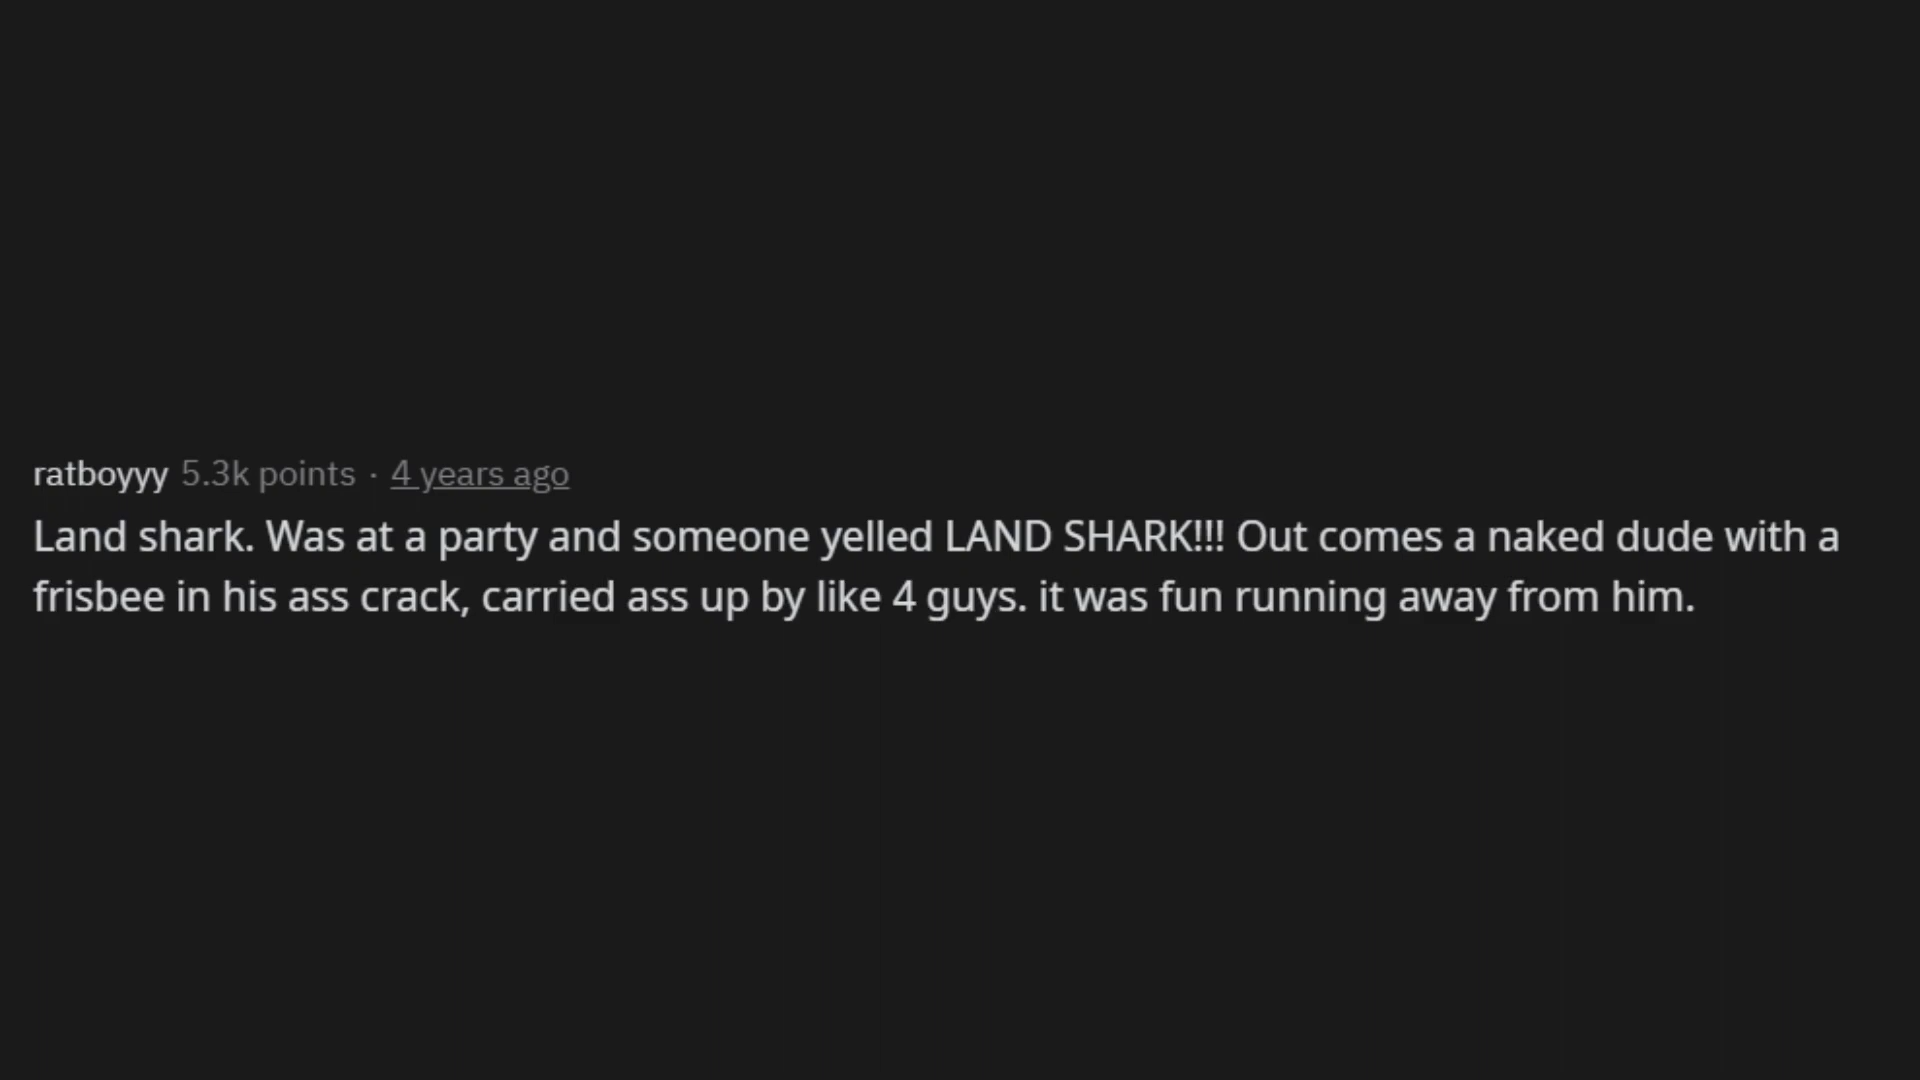 ratboyyy 5.3k points · 4 years ago
Land shark. Was at a party and someone yelled LAND SHARK!!! Out comes a naked dude with a
frisbee in his ass crack, carried ass up by like 4 guys. it was fun running away from him.